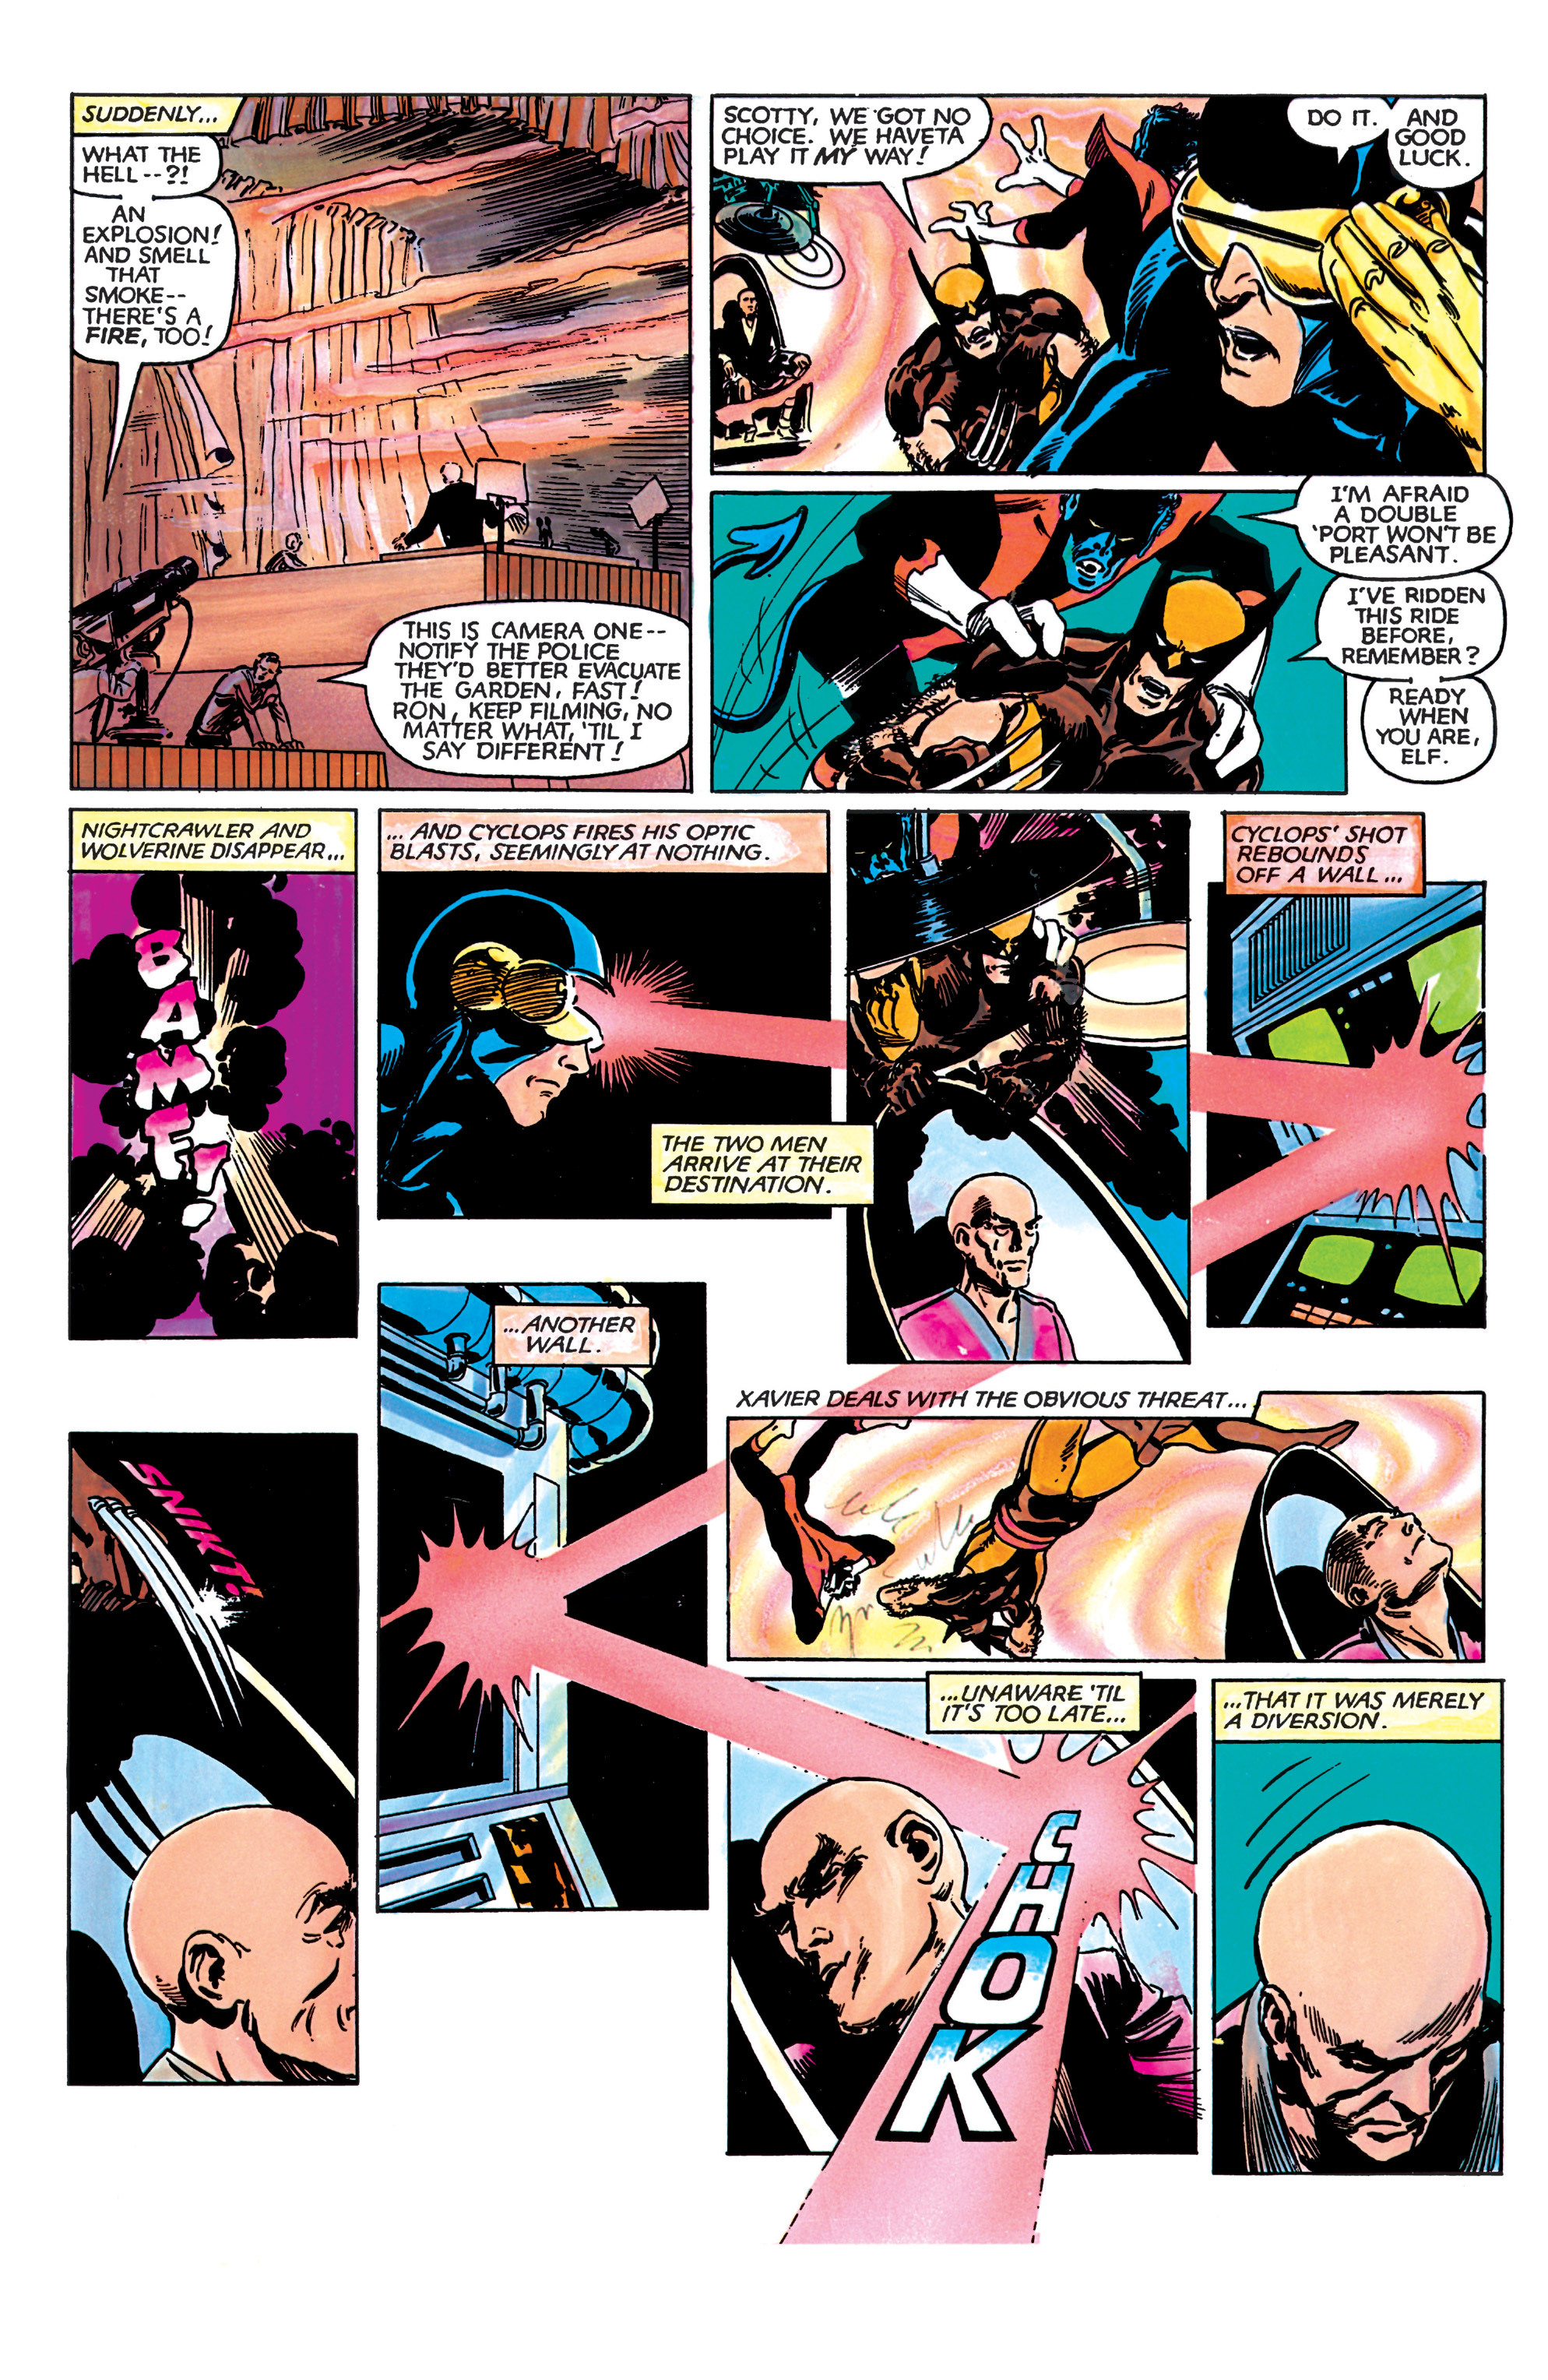 SUDDENLY...
WHAT THE
HELL--?!
AN
EXPLOSION!
AND SMELL
THAT
SMOKE--
THERE'S A
FIRE, TOO!
THIS IS CAMERA ONE--
NOTIFY THE POLICE
THEY'D BETTER EVACUATE
THE GARDEN, FAST!
RON, KEEP FILMING, NO
MATTER WHAT, 'TIL I
SAY DIFFERENT!
SCOTTY, WE GOT NO
CHOICE. WE HAVETA
PLAY IT MY WAY!
DO IT.
AND
GOOD
LUCK.
I'M AFRAID
A DOUBLE
'PORT WON'T BE
PLEASANT.
I'VE RIDDEN
THIS RIDE
BEFORE,
REMEMBER?
READY
WHEN
YOU ARE,
ELF.
NIGHTCRAWLER AND
WOLVERINE DISAPPEAR...
BAMF!
... AND CYCLOPS FIRES HIS OPTIC
BLASTS, SEEMINGLY AT NOTHING.
THE TWO MEN
ARRIVE AT THEIR
DESTINATION.
CYCLOPS' SHOT
REBOUNDS
OFF A WALL...
...ANOTHER
WALL.
SNIKT!
XAVIER DEALS WITH THE OBVIOUS THREAT...
...UNAWARE 'TIL
IT'S TOO LATE...
CHOK
...THAT IT WAS MERELY
A DIVERSION.